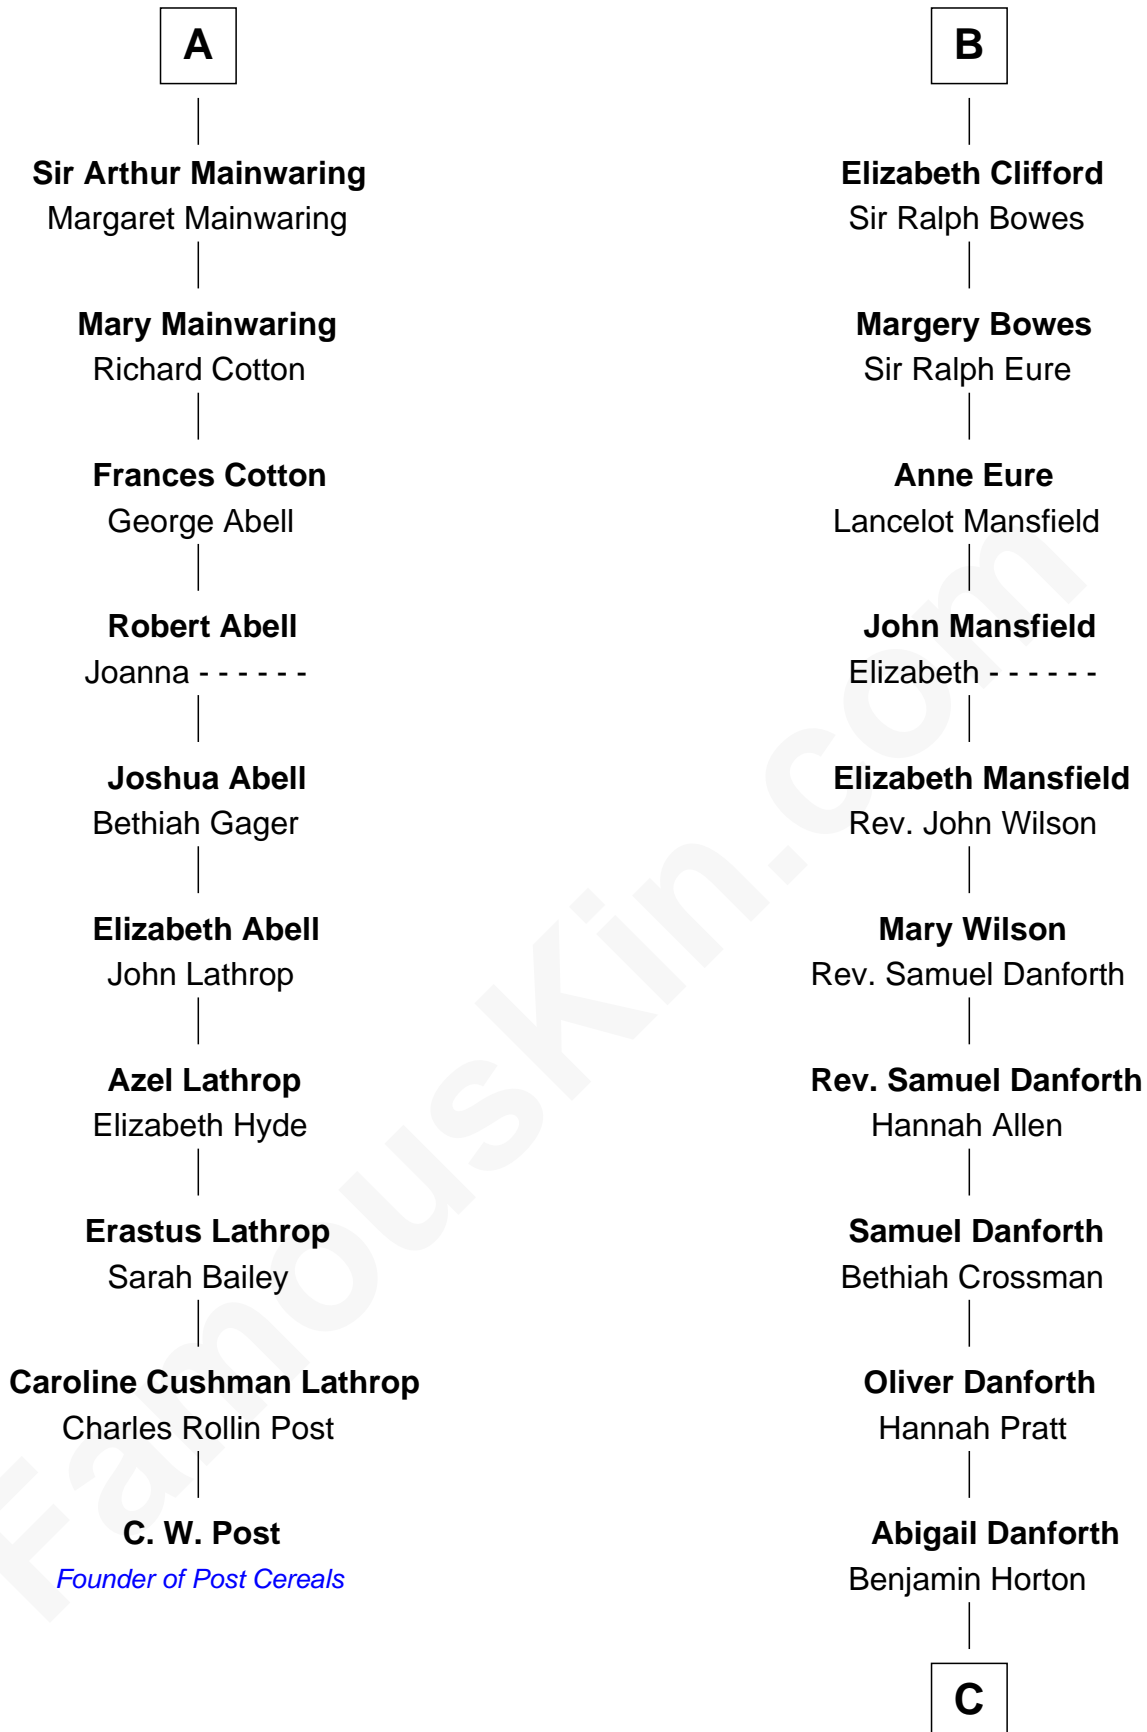 A
Sir Arthur Mainwaring
Margaret Mainwaring
Mary Mainwaring
Richard Cotton
Frances Cotton
George Abell
Robert Abell
Joanna - - - - - -
Joshua Abell
Bethiah Gager
Elizabeth Abell
John Lathrop
Azel Lathrop
Elizabeth Hyde
Erastus Lathrop
Sarah Bailey
Caroline Cushman Lathrop
Charles Rollin Post
C. W. Post
Founder of Post Cereals
B
Elizabeth Clifford
Sir Ralph Bowes
Margery Bowes
Sir Ralph Eure
Anne Eure
Lancelot Mansfield
John Mansfield
Elizabeth - - - - - -
Elizabeth Mansfield
Rev. John Wilson
Mary Wilson
Rev. Samuel Danforth
Rev. Samuel Danforth
Hannah Allen
Samuel Danforth
Bethiah Crossman
Oliver Danforth
Hannah Pratt
Abigail Danforth
Benjamin Horton
C
FamousKin.com